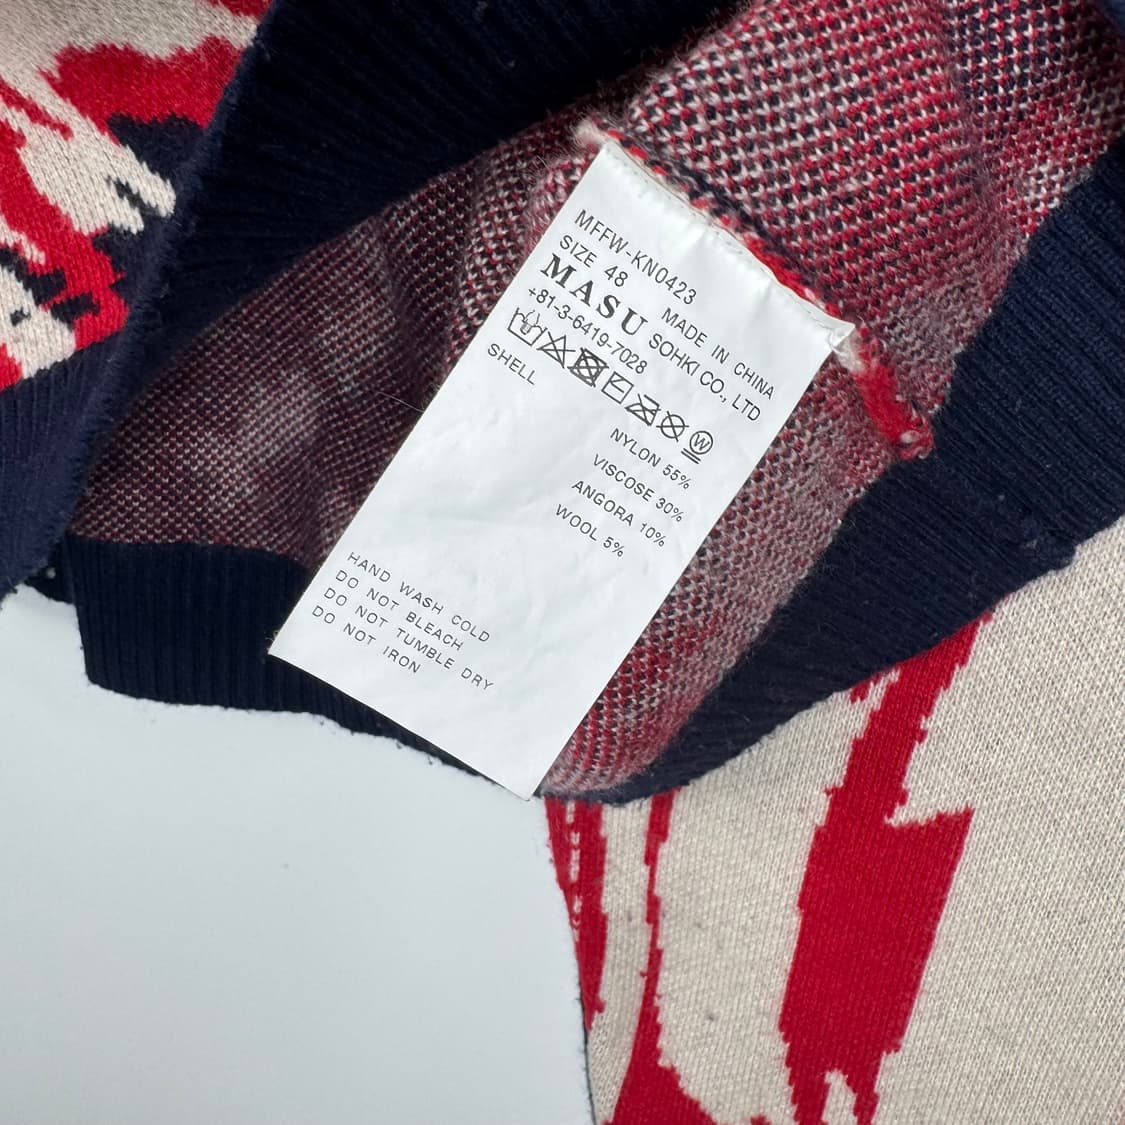 MFFW-KN0423
SIZE 48 MADE IN CHINA
MASU SOHKI CO., LTD
+81-3-6419-7028
W
SHELL
NYLON 55%
VISCOSE 30%
ANGORA 10%
WOOL 5%
HAND WASH COLD
DO NOT BLEACH
DO NOT TUMBLE DRY
DO NOT IRON